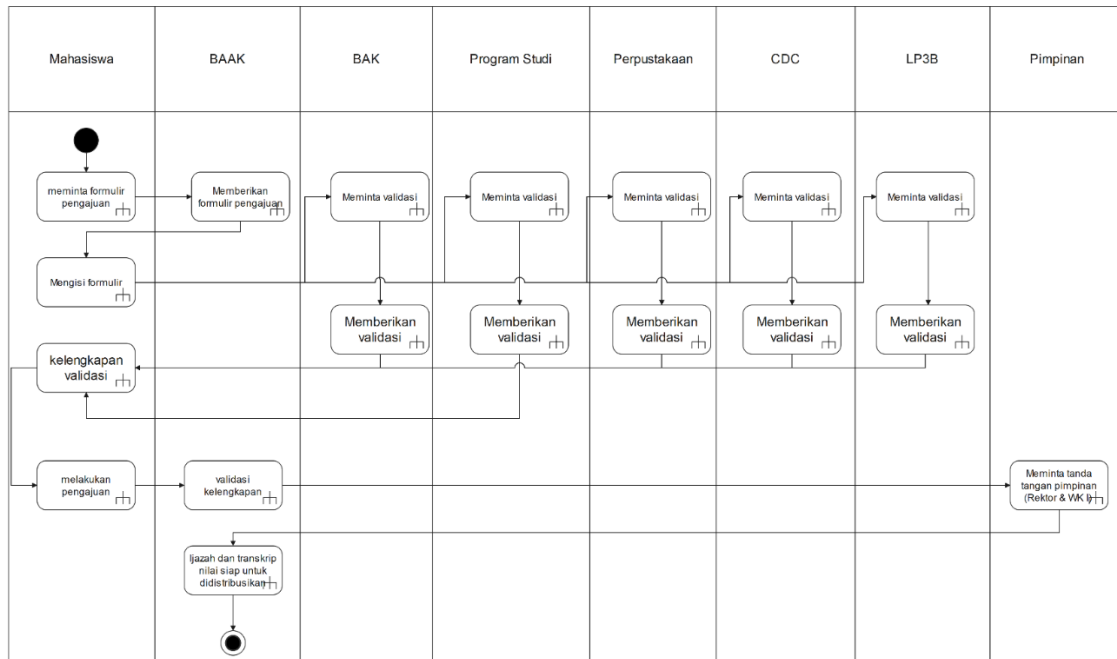 Mahasiswa
BAAK
BAK
Program Studi
Perpustakaan
CDC
LP3B
Pimpinan
meminta formulir
pengajuan
Memberikan
formulir pengajuan
Meminta validasi
Meminta validasi
Meminta validasi
Meminta validasi
Meminta validasi
Mengisi formulir
Memberikan
validasi
Memberikan
validasi
Memberikan
validasi
Memberikan
validasi
Memberikan
validasi
kelengkapan
validasi
melakukan
pengajuan
validasi
kelengkapan
Meminta tanda
tangan pimpinan
(Rektor & WK I)
Ijazah dan transkrip
nilai siap untuk
didistribusikan